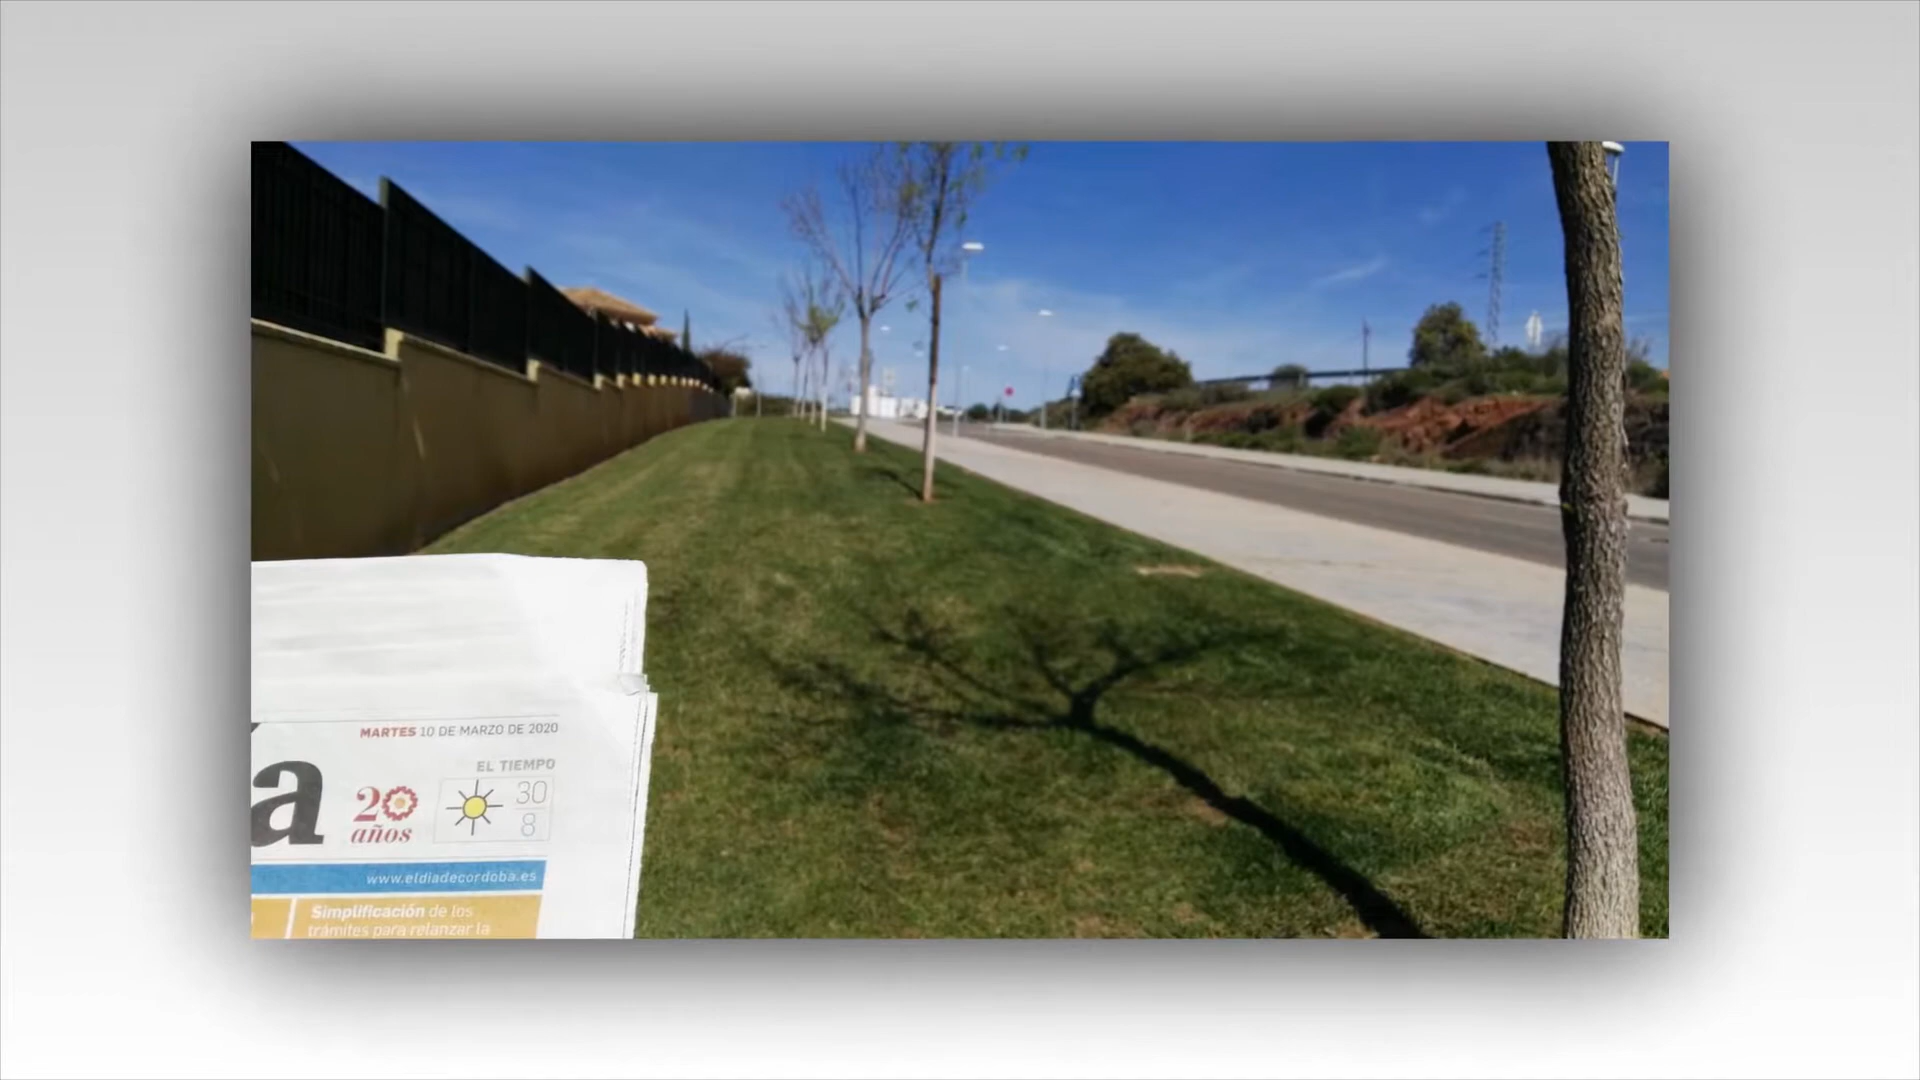 MARTES 10 DE MARZO DE 2020
EL TIEMPO
a
20
años
30
8
www.eldiadecordoba.es
Simplificación de los
trámites para relanzar la